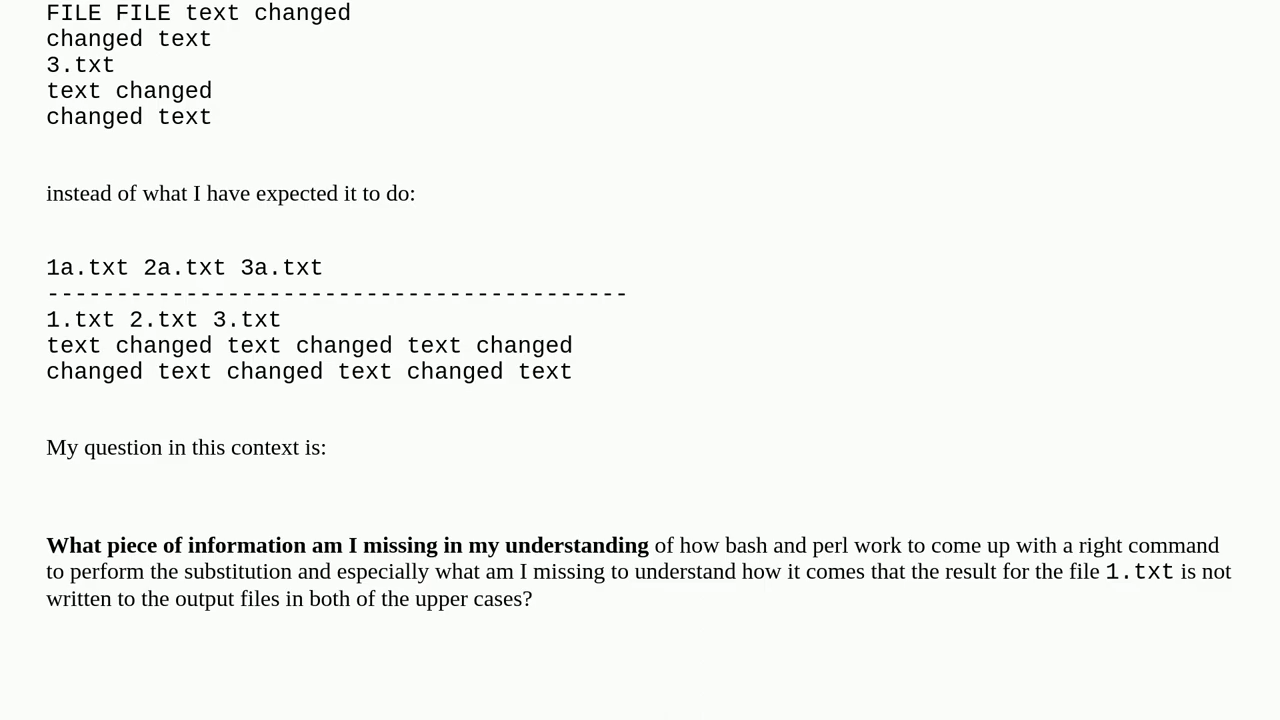 FILE FILE text changed
changed text
3.txt
text changed
changed text
instead of what I have expected it to do:
1a.txt 2a.txt 3a.txt
------------------------------------------
1.txt 2.txt 3.txt
text changed text changed text changed
changed text changed text changed text
My question in this context is:
What piece of information am I missing in my understanding of how bash and perl work to come up with a right command
to perform the substitution and especially what am I missing to understand how it comes that the result for the file 1.txt is not
written to the output files in both of the upper cases?